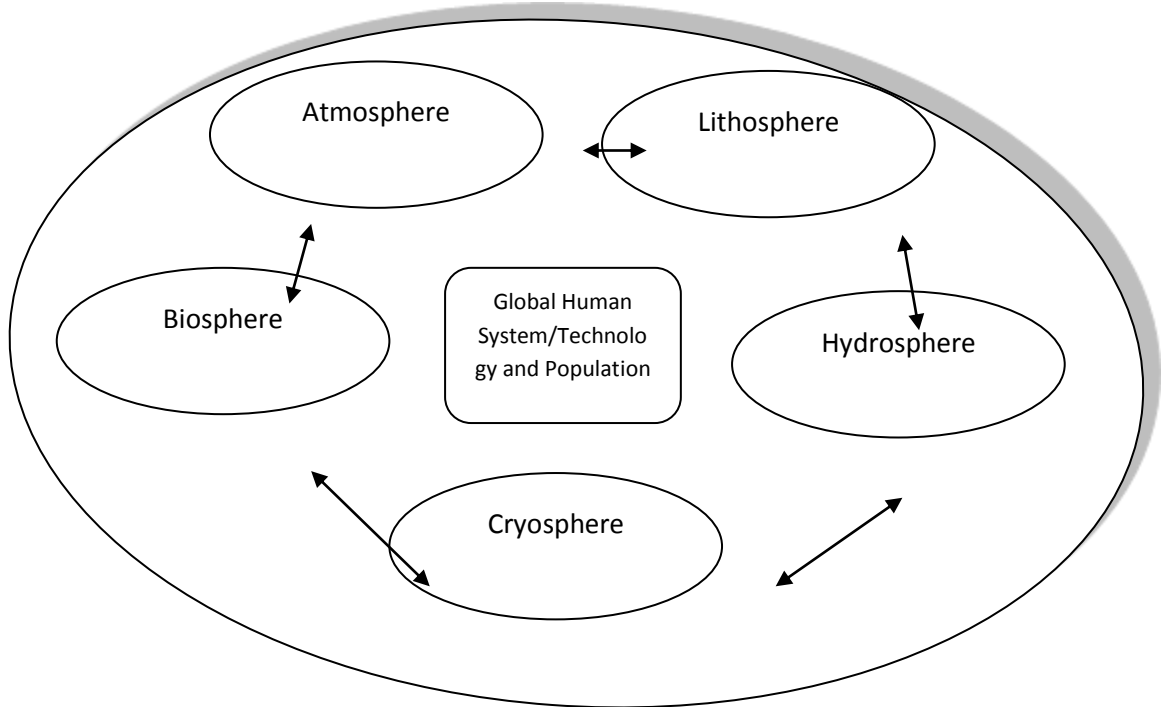 Atmosphere
Lithosphere
Biosphere
Global Human
System/Technolo
gy and Population
Hydrosphere
Cryosphere